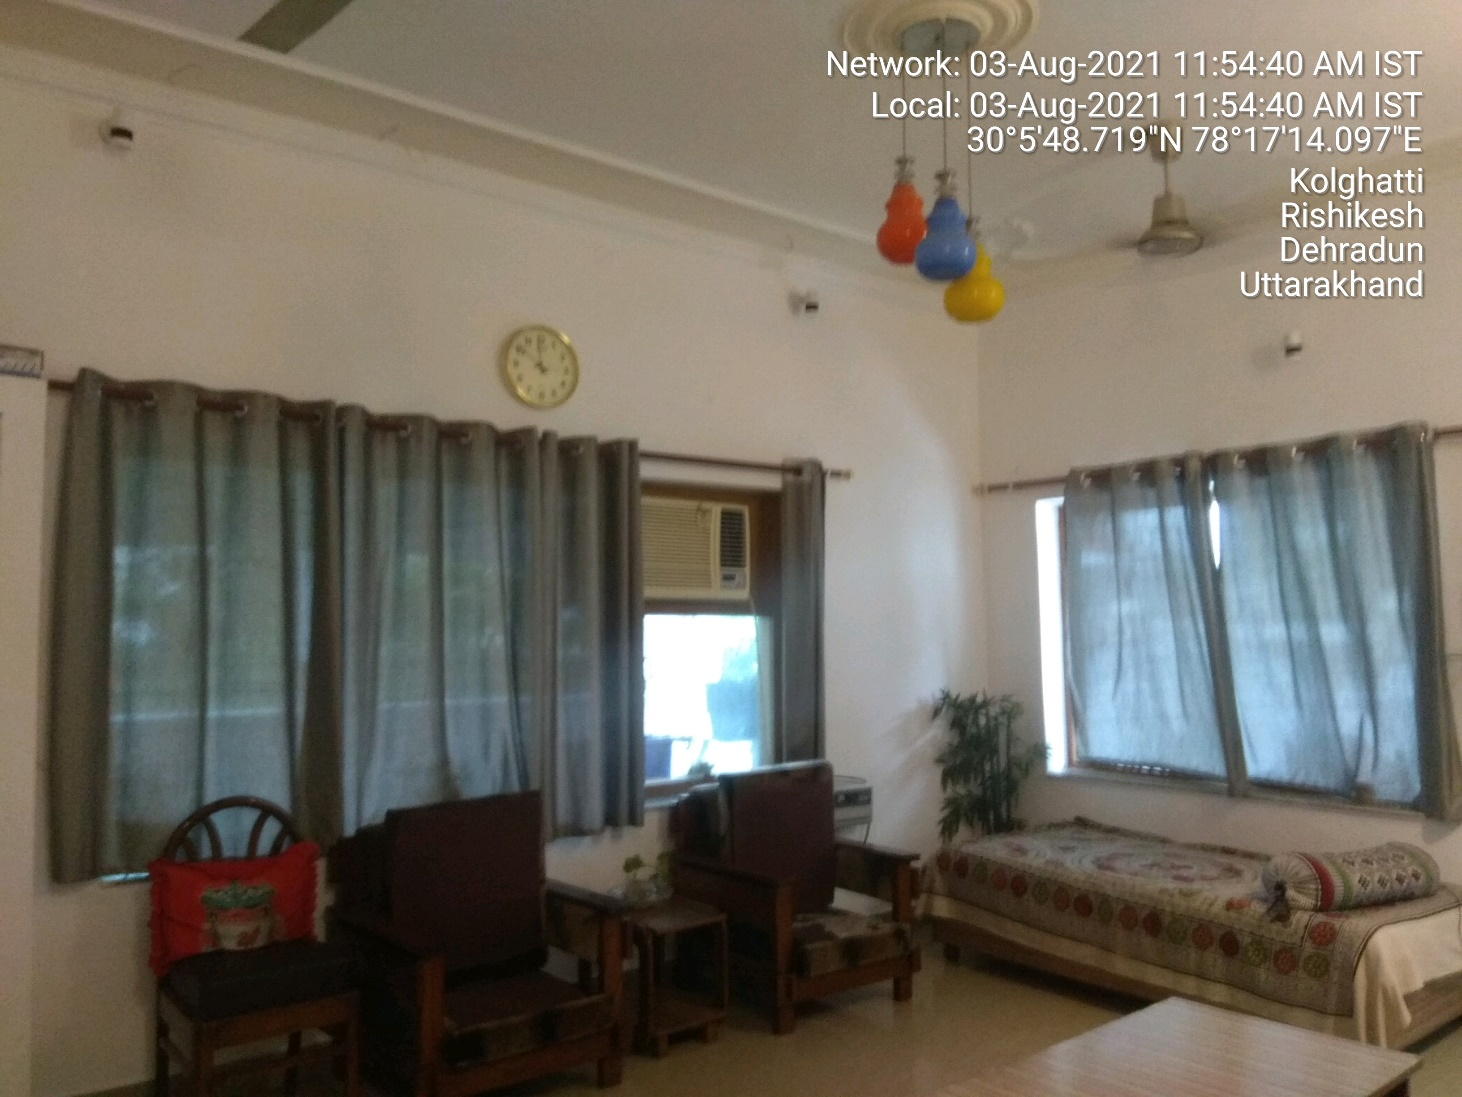 Network: 03-Aug-2021 11:54:40 AM IST
Local: 03-Aug-2021 11:54:40 AM IST
30°5'48.719"N 78°17'14.097"E
Kolghatti
Rishikesh
Dehradun
Uttarakhand